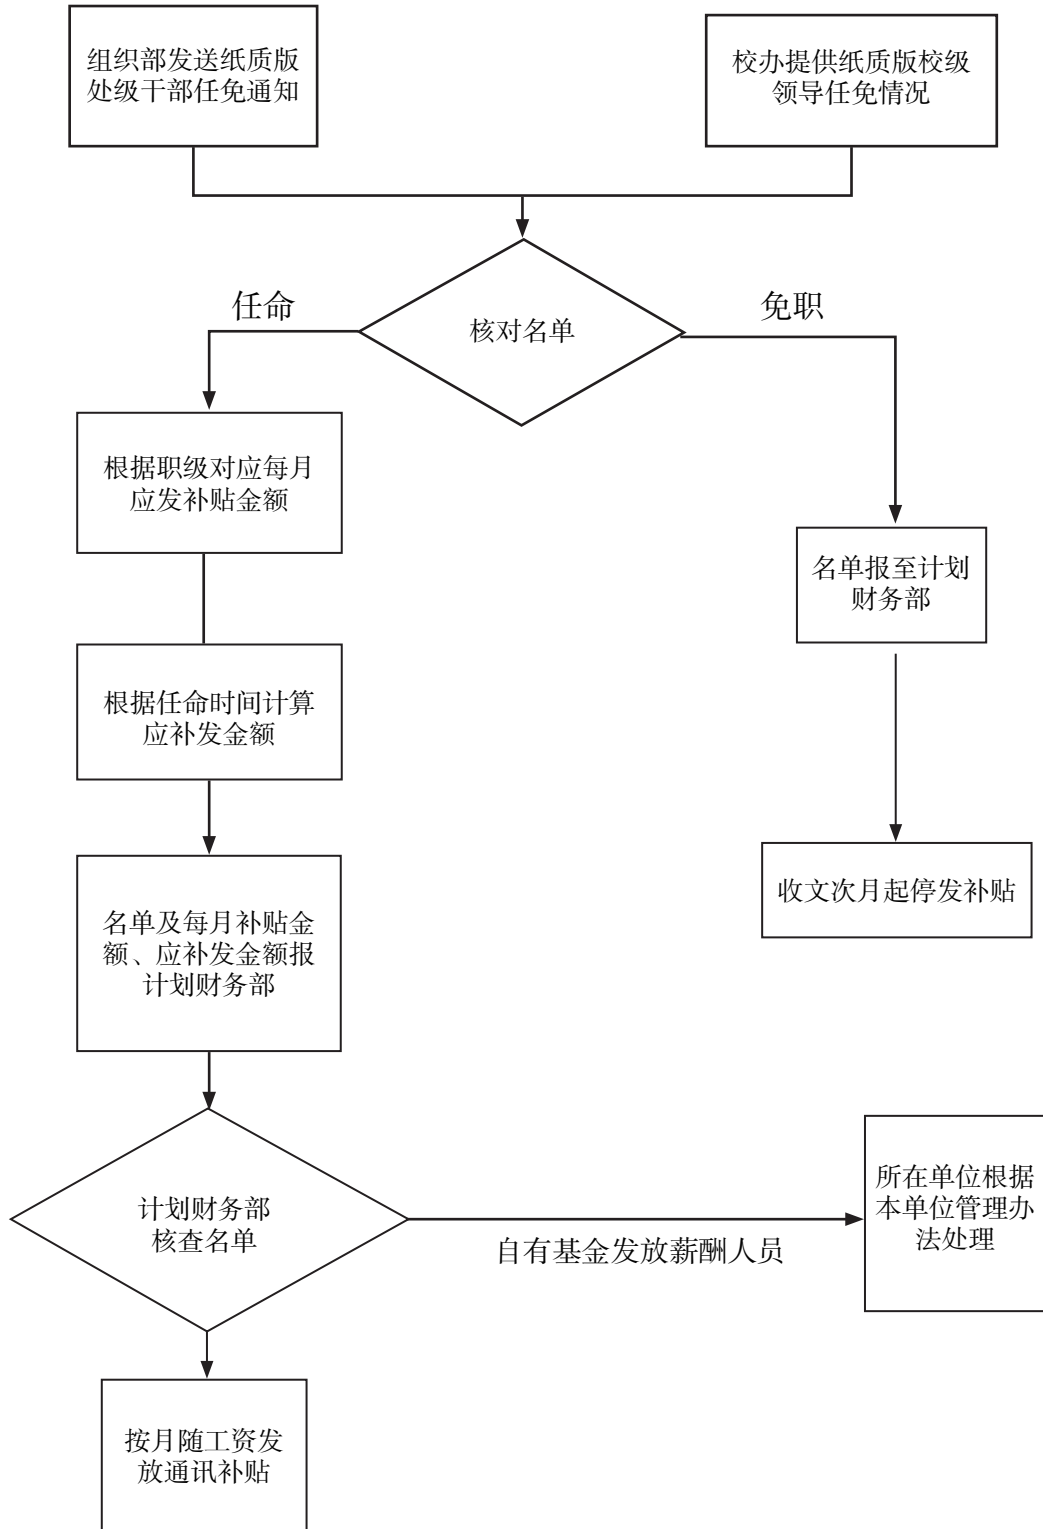 组织部发送纸质版
处级干部任免通知
校办提供纸质版校级
领导任免情况
核对名单
任命
免职
根据职级对应每月
应发补贴金额
名单报至计划
财务部
根据任命时间计算
应补发金额
收文次月起停发补贴
名单及每月补贴金
额、应补发金额报
计划财务部
计划财务部
核查名单
自有基金发放薪酬人员
所在单位根据
本单位管理办
法处理
按月随工资发
放通讯补贴